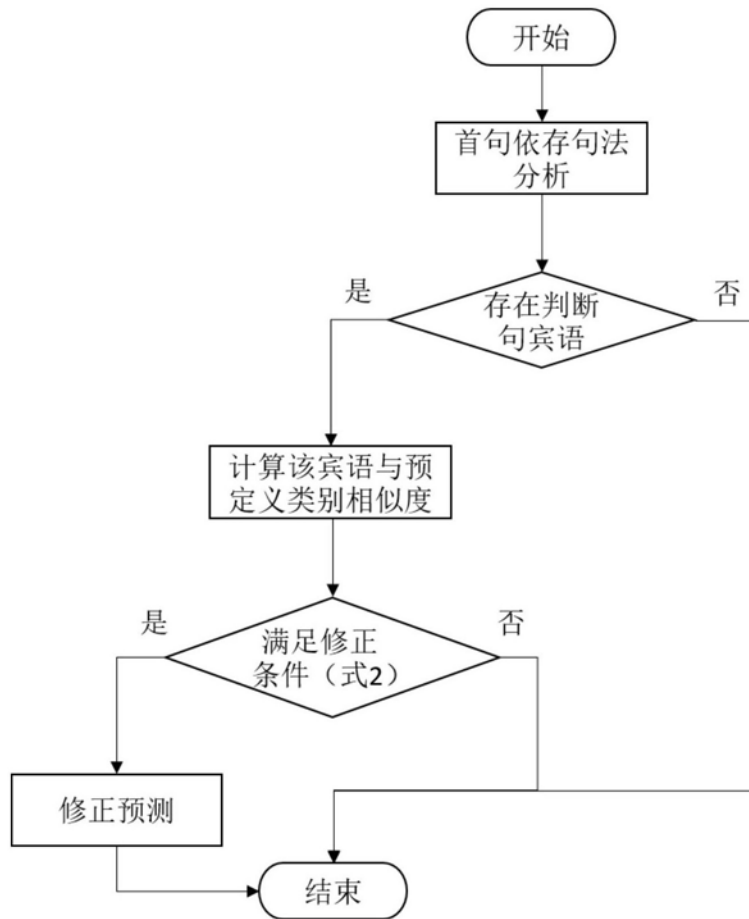 开始
首句依存句法
分析
是
否
存在判断
句宾语
计算该宾语与预
定义类别相似度
是
否
满足修正
条件（式2）
修正预测
结束